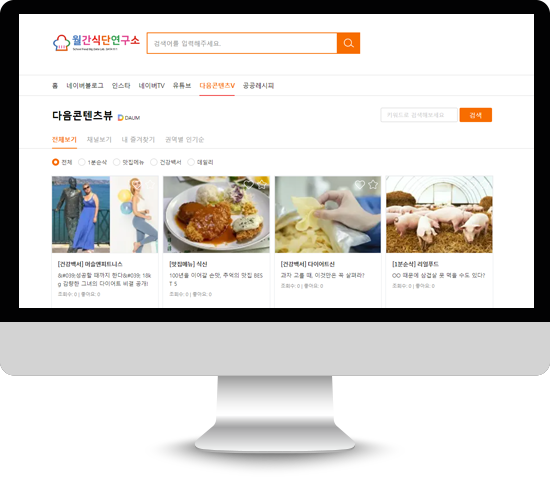 월간식단연구소
검색어를 입력해주세요.
홈 네이버블로그 인스타 네이버TV 유튜브 다음콘텐츠V 공공레시피
다음콘텐츠뷰 DAUM
키워드로 검색해보세요 검색
전체보기 채널보기 내 즐겨찾기 권역별 인기순
전체 1분순식 맛집메뉴 건강백서 데일리
[건강백서] 머슬앤피트니스
&#039;성공할 때까지 한다&#039; 18k
g 감량한 그녀의 다이어트 비결 공개!
조회수: 0 | 좋아요: 0
[맛집메뉴] 식신
100년을 이어갈 손맛, 추억의 맛집 BES
T 5
조회수: 0 | 좋아요: 0
[건강백서] 다이어트신
과자 고를 때, 이것만은 꼭 살펴라?
조회수: 0 | 좋아요: 0
[1분순식] 리얼푸드
OO 때문에 삼겹살 못 먹을 수도 있다?
조회수: 0 | 좋아요: 0